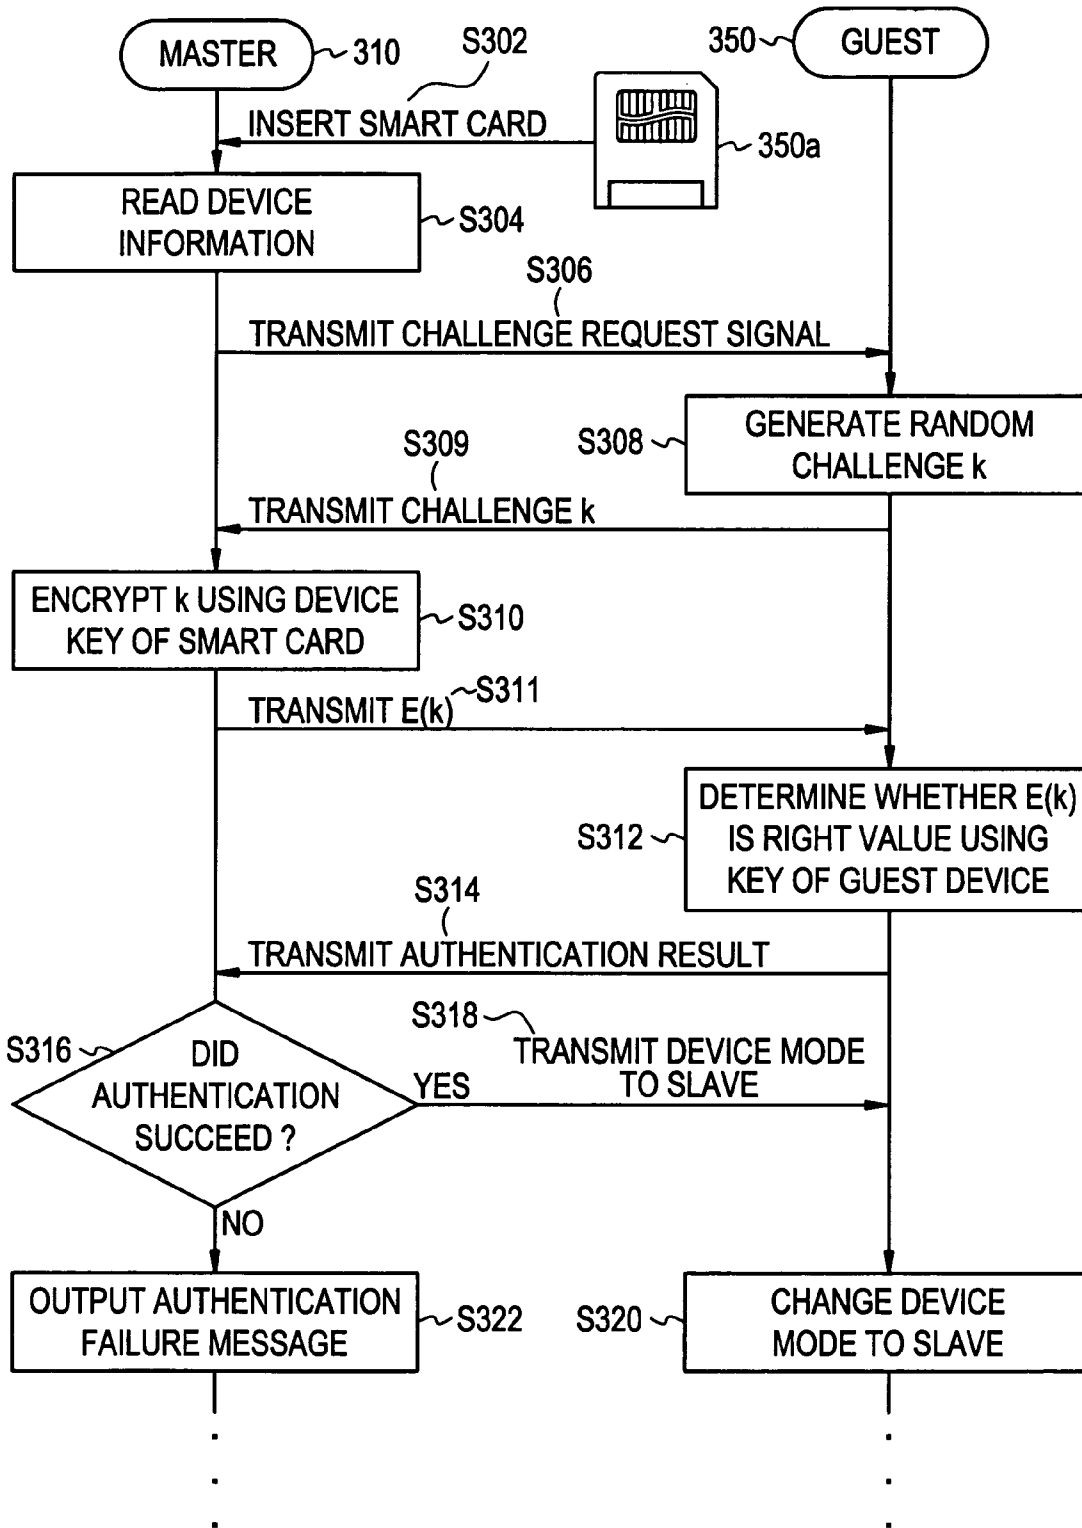 MASTER
310
S302
350
GUEST
INSERT SMART CARD
350a
READ DEVICE
INFORMATION
S304
S306
TRANSMIT CHALLENGE REQUEST SIGNAL
S308
GENERATE RANDOM
CHALLENGE k
S309
TRANSMIT CHALLENGE k
ENCRYPT k USING DEVICE
KEY OF SMART CARD
S310
S311
TRANSMIT E(k)
S312
DETERMINE WHETHER E(k)
IS RIGHT VALUE USING
KEY OF GUEST DEVICE
S314
TRANSMIT AUTHENTICATION RESULT
S316
DID
AUTHENTICATION
SUCCEED ?
S318
TRANSMIT DEVICE MODE
TO SLAVE
YES
NO
OUTPUT AUTHENTICATION
FAILURE MESSAGE
S322
S320
CHANGE DEVICE
MODE TO SLAVE